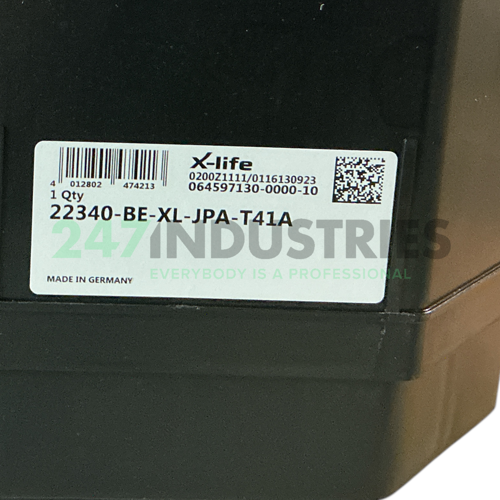 X-life
0200Z1111/0116130923
064597130-0000-10
4 012802 474213
1 Qty
22340-BE-XL-JPA-T41A
247INDUSTRIES
EVERYBODY IS A PROFESSIONAL
MADE IN GERMANY